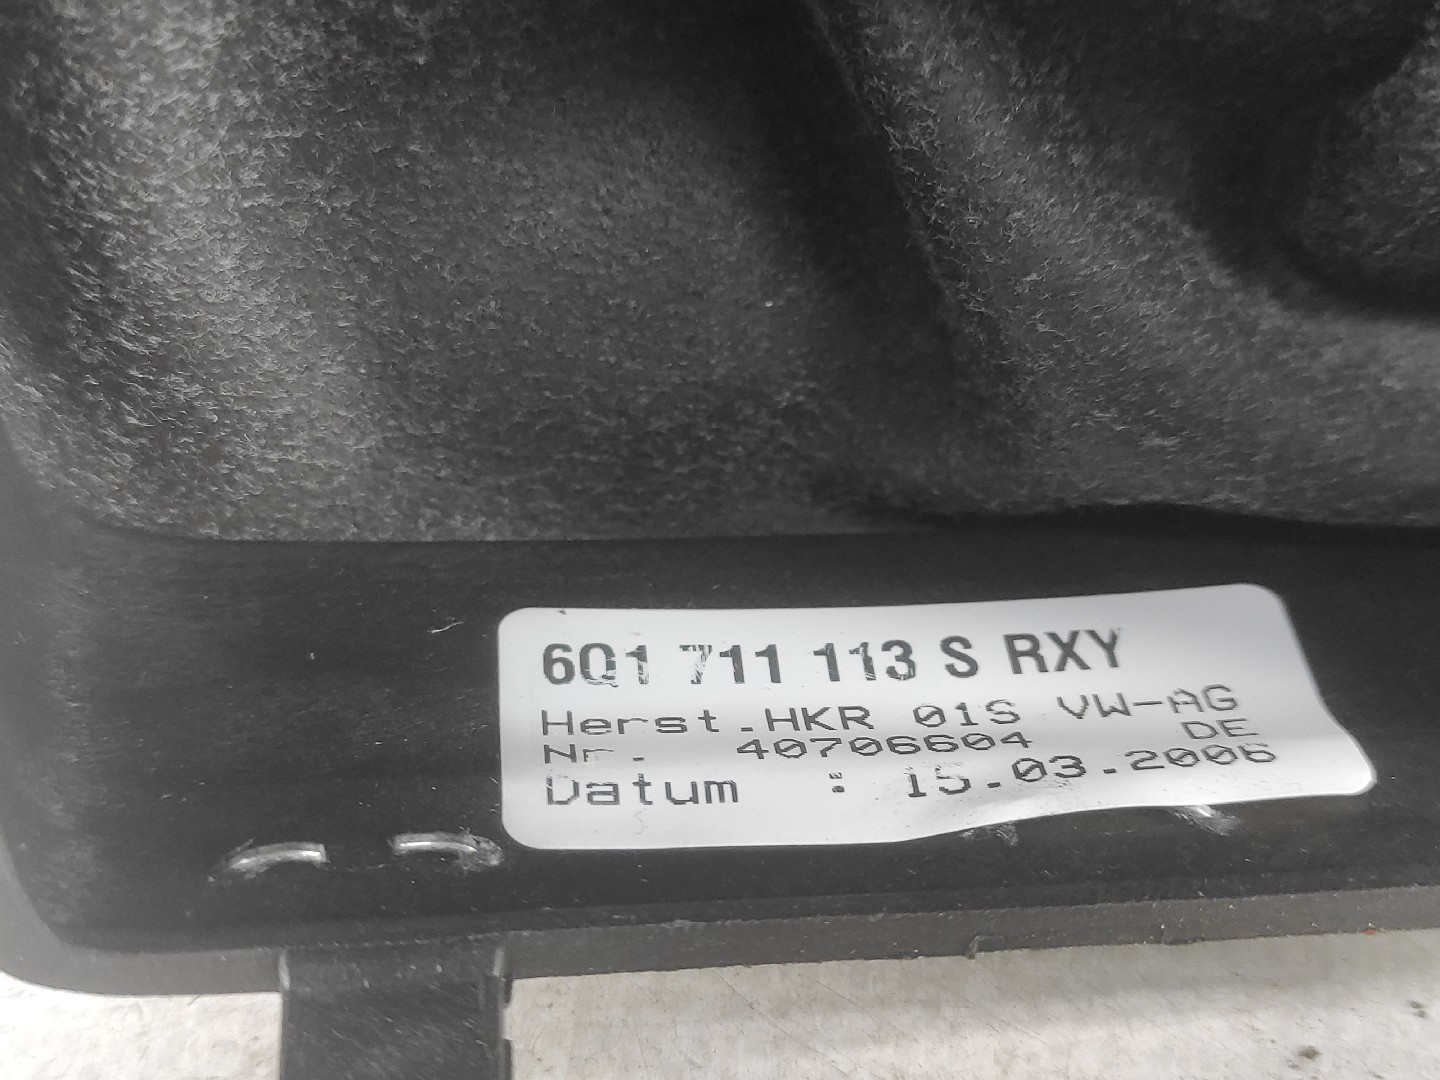 6Q1 711 113 S RXY
Herst.HKR 01S VW-AG
Nr. 40706604 DE
Datum : 15.03.2006